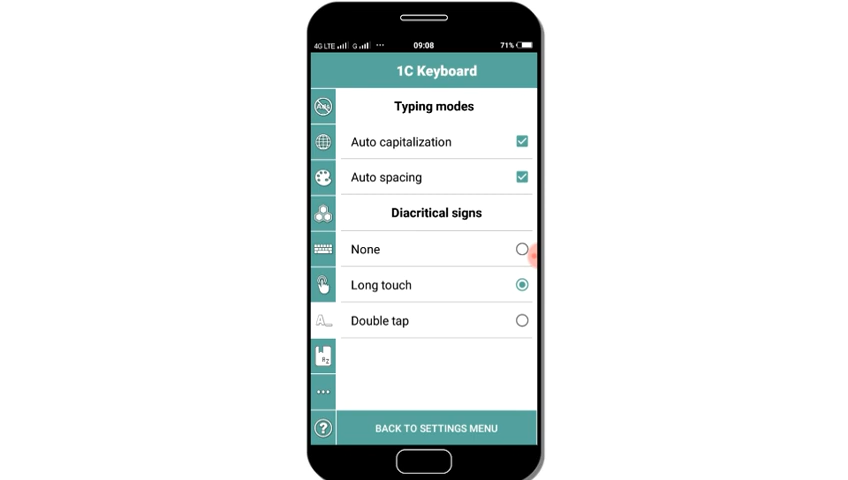 4G LTE G ... 09:08 71%
1C Keyboard
Typing modes
Auto capitalization
Auto spacing
Diacritical signs
None
Long touch
Double tap
BACK TO SETTINGS MENU
?